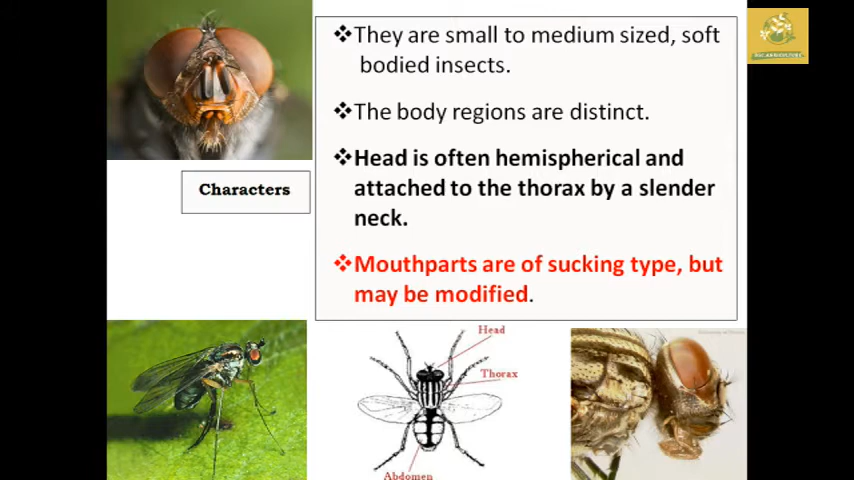 ❖They are small to medium sized, soft
bodied insects.
❖The body regions are distinct.
❖Head is often hemispherical and
attached to the thorax by a slender
neck.
❖Mouthparts are of sucking type, but
may be modified.
Characters
Head
Thorax
Abdomen